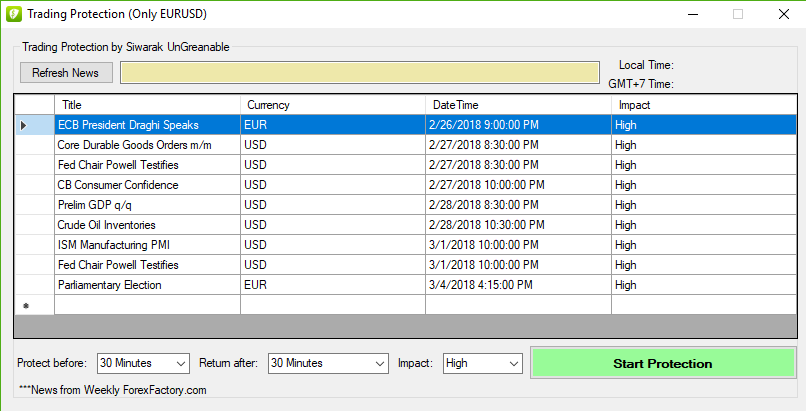 Trading Protection (Only EURUSD)
Trading Protection by Siwarak UnGreanable
Refresh News
Local Time:
GMT+7 Time:
Title Currency DateTime Impact
ECB President Draghi Speaks EUR 2/26/2018 9:00:00 PM High
Core Durable Goods Orders m/m USD 2/27/2018 8:30:00 PM High
Fed Chair Powell Testifies USD 2/27/2018 8:30:00 PM High
CB Consumer Confidence USD 2/27/2018 10:00:00 PM High
Prelim GDP q/q USD 2/28/2018 8:30:00 PM High
Crude Oil Inventories USD 2/28/2018 10:30:00 PM High
ISM Manufacturing PMI USD 3/1/2018 10:00:00 PM High
Fed Chair Powell Testifies USD 3/1/2018 10:00:00 PM High
Parliamentary Election EUR 3/4/2018 4:15:00 PM High
Protect before: 30 Minutes Return after: 30 Minutes Impact: High Start Protection
***News from Weekly ForexFactory.com